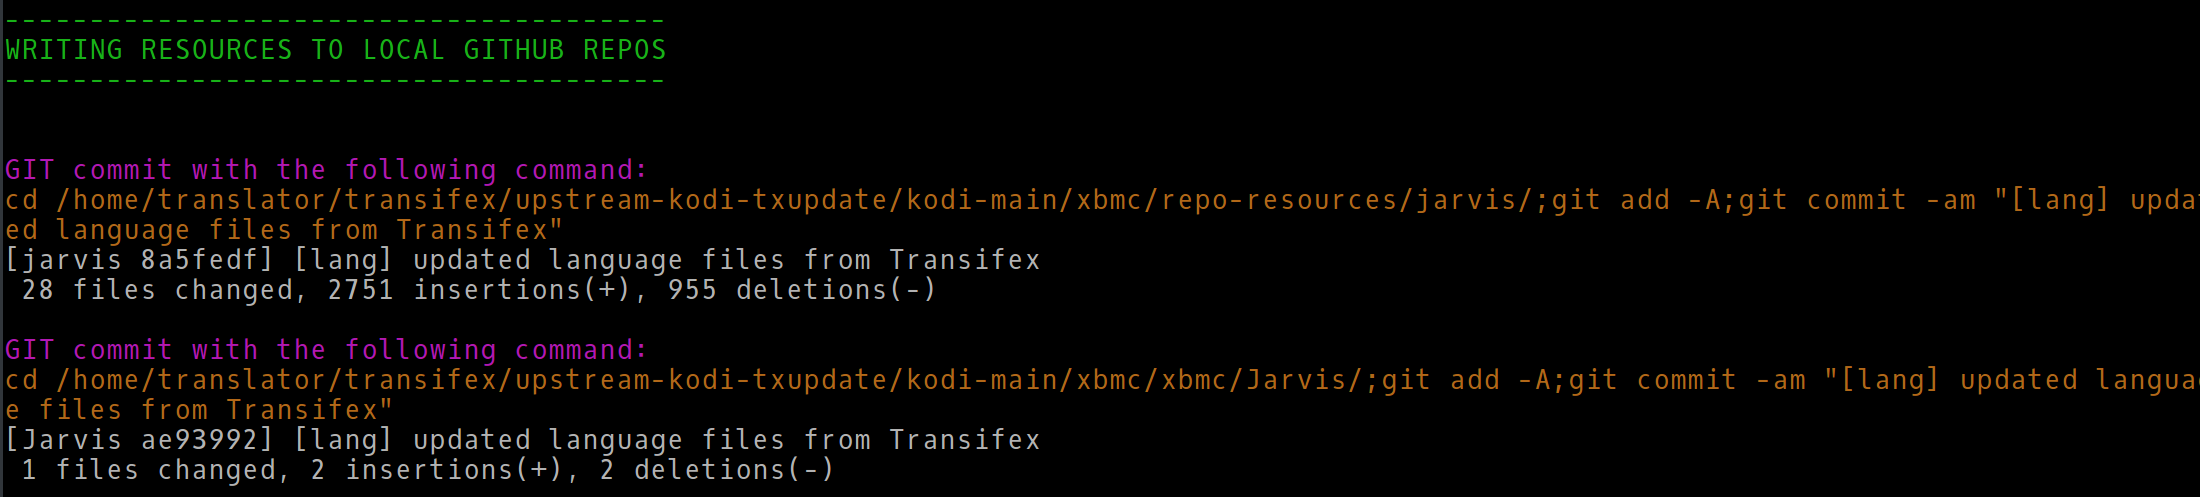 ---------------------------------------
WRITING RESOURCES TO LOCAL GITHUB REPOS
---------------------------------------
GIT commit with the following command:
cd /home/translator/transifex/upstream-kodi-txupdate/kodi-main/xbmc/repo-resources/jarvis/;git add -A;git commit -am "[lang] updat
ed language files from Transifex"
[jarvis 8a5fedf] [lang] updated language files from Transifex
 28 files changed, 2751 insertions(+), 955 deletions(-)
GIT commit with the following command:
cd /home/translator/transifex/upstream-kodi-txupdate/kodi-main/xbmc/xbmc/Jarvis/;git add -A;git commit -am "[lang] updated languag
e files from Transifex"
[Jarvis ae93992] [lang] updated language files from Transifex
 1 files changed, 2 insertions(+), 2 deletions(-)